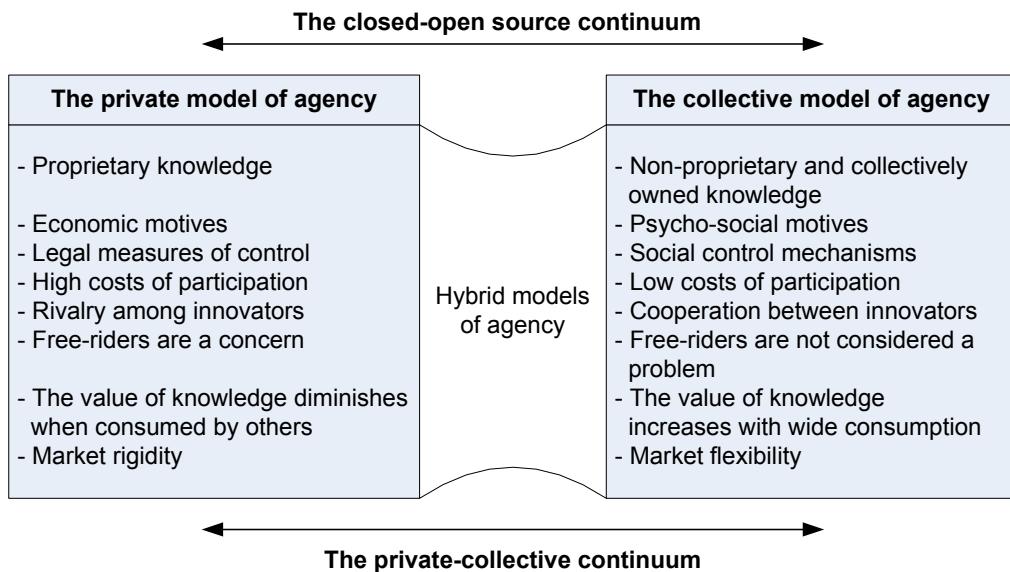 The closed-open source continuum
The private model of agency
- Proprietary knowledge
- Economic motives
- Legal measures of control
- High costs of participation
- Rivalry among innovators
- Free-riders are a concern
- The value of knowledge diminishes
when consumed by others
- Market rigidity
Hybrid models
of agency
The collective model of agency
- Non-proprietary and collectively
owned knowledge
- Psycho-social motives
- Social control mechanisms
- Low costs of participation
- Cooperation between innovators
- Free-riders are not considered a
problem
- The value of knowledge
increases with wide consumption
- Market flexibility
The private-collective continuum